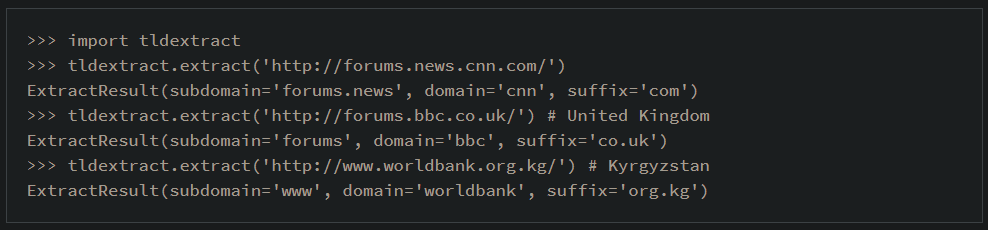 >>> import tldextract
>>> tldextract.extract('http://forums.news.cnn.com/')
ExtractResult(subdomain='forums.news', domain='cnn', suffix='com')
>>> tldextract.extract('http://forums.bbc.co.uk/') # United Kingdom
ExtractResult(subdomain='forums', domain='bbc', suffix='co.uk')
>>> tldextract.extract('http://www.worldbank.org.kg/') # Kyrgyzstan
ExtractResult(subdomain='www', domain='worldbank', suffix='org.kg')